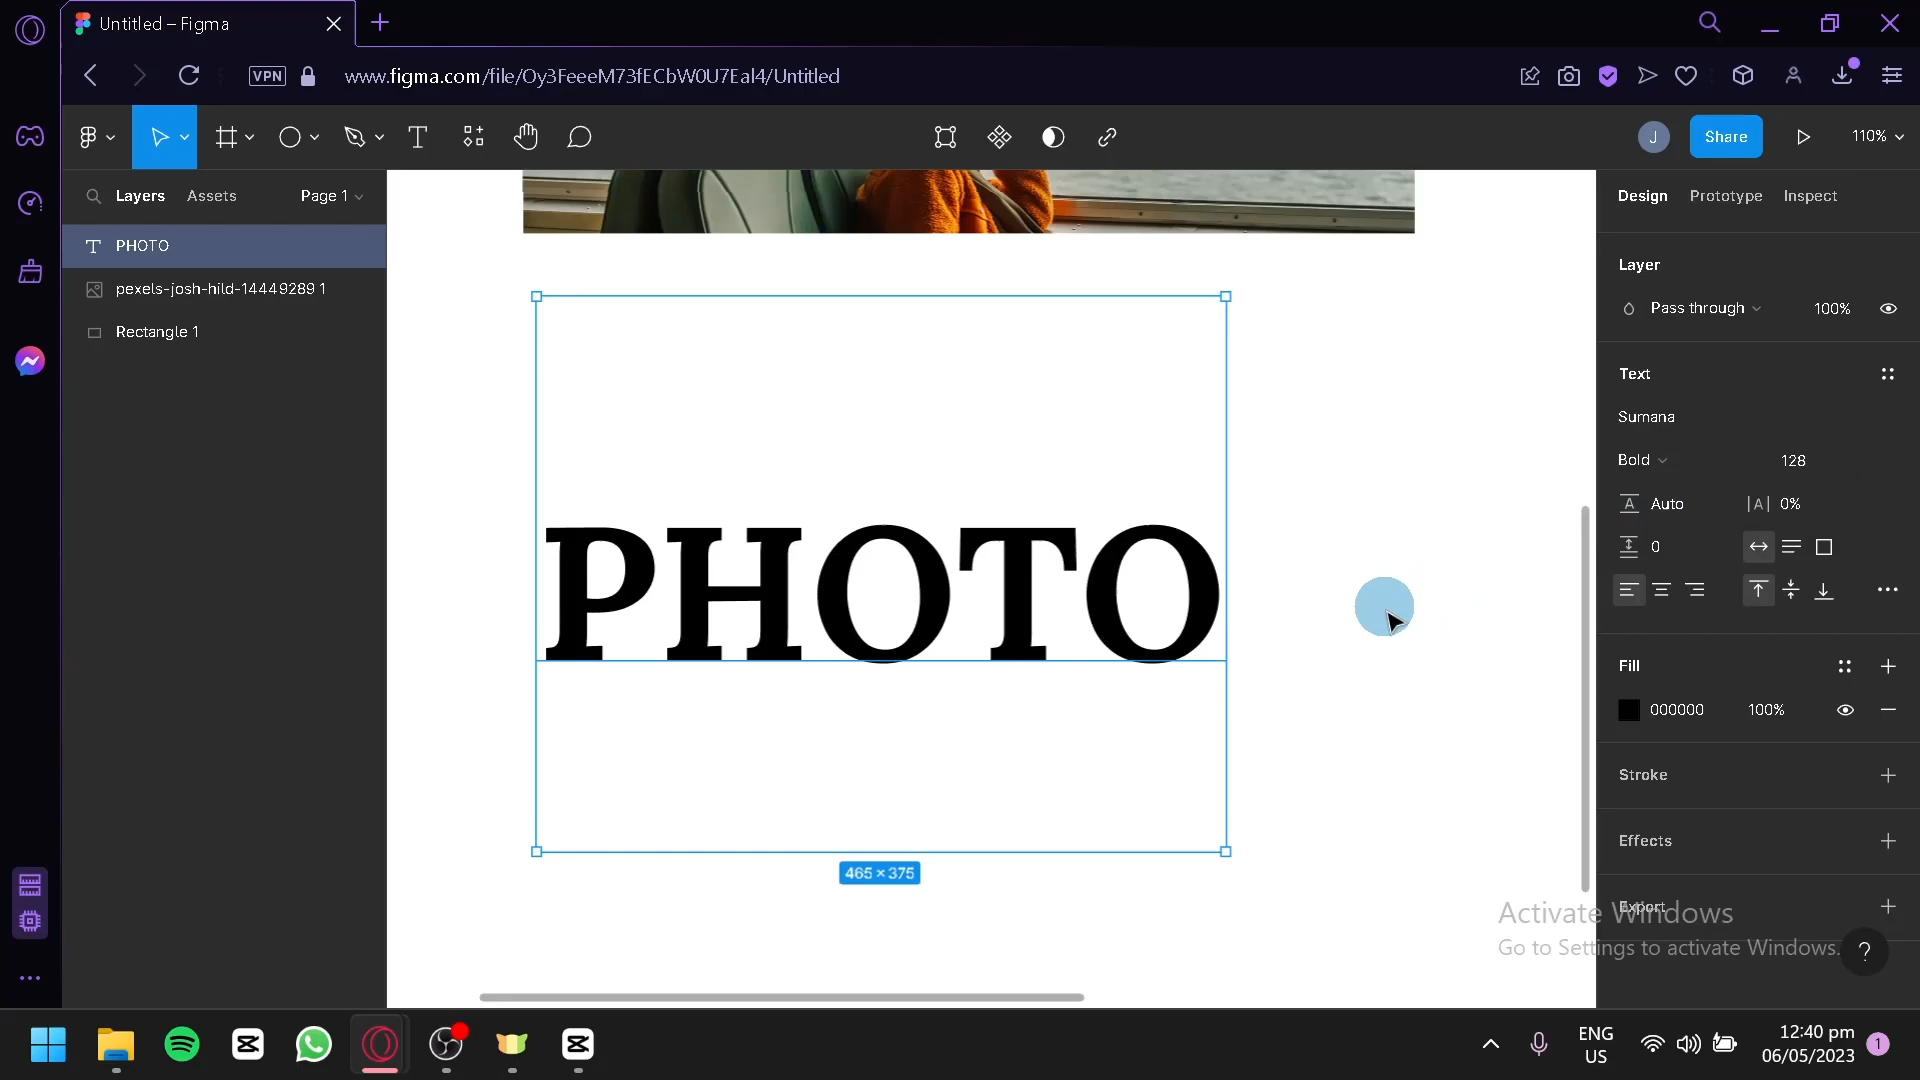 Untitled – Figma
VPN
www.figma.com/file/Oy3FeeeM73fECbW0U7Eal4/Untitled
J
Share
110%
Layers
Assets
Page 1
PHOTO
pexels-josh-hild-14449289 1
Rectangle 1
PHOTO
465 × 375
Design
Prototype
Inspect
Layer
Pass through
100%
Text
Sumana
Bold
128
Auto
0%
0
Fill
000000
100%
Stroke
Effects
Export
Activate Windows
Go to Settings to activate Windows.
?
ENG
US
12:40 pm
06/05/2023
1